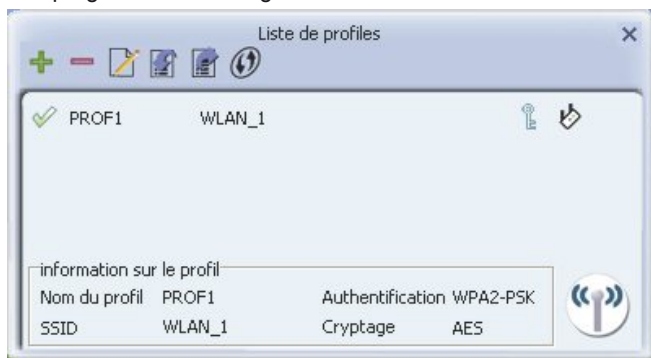 Liste de profiles
PROF1 WLAN_1
information sur le profil
Nom du profil PROF1 Authentification WPA2-PSK
SSID WLAN_1 Cryptage AES